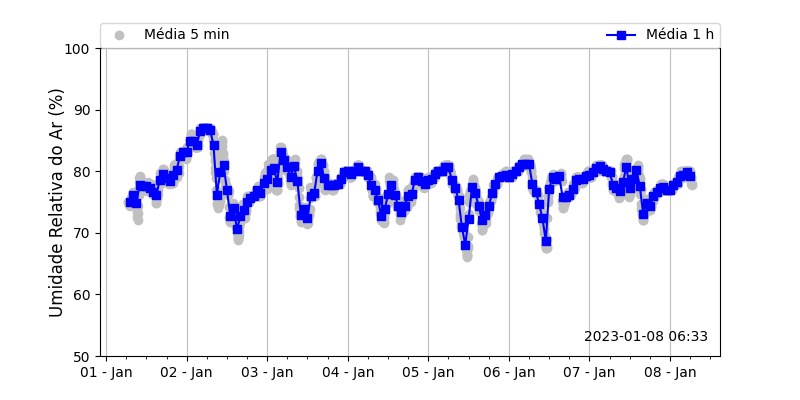 Média 5 min
Média 1 h
Umidade Relativa do Ar (%)
100
90
80
70
60
50
2023-01-08 06:33
01 - Jan
02 - Jan
03 - Jan
04 - Jan
05 - Jan
06 - Jan
07 - Jan
08 - Jan